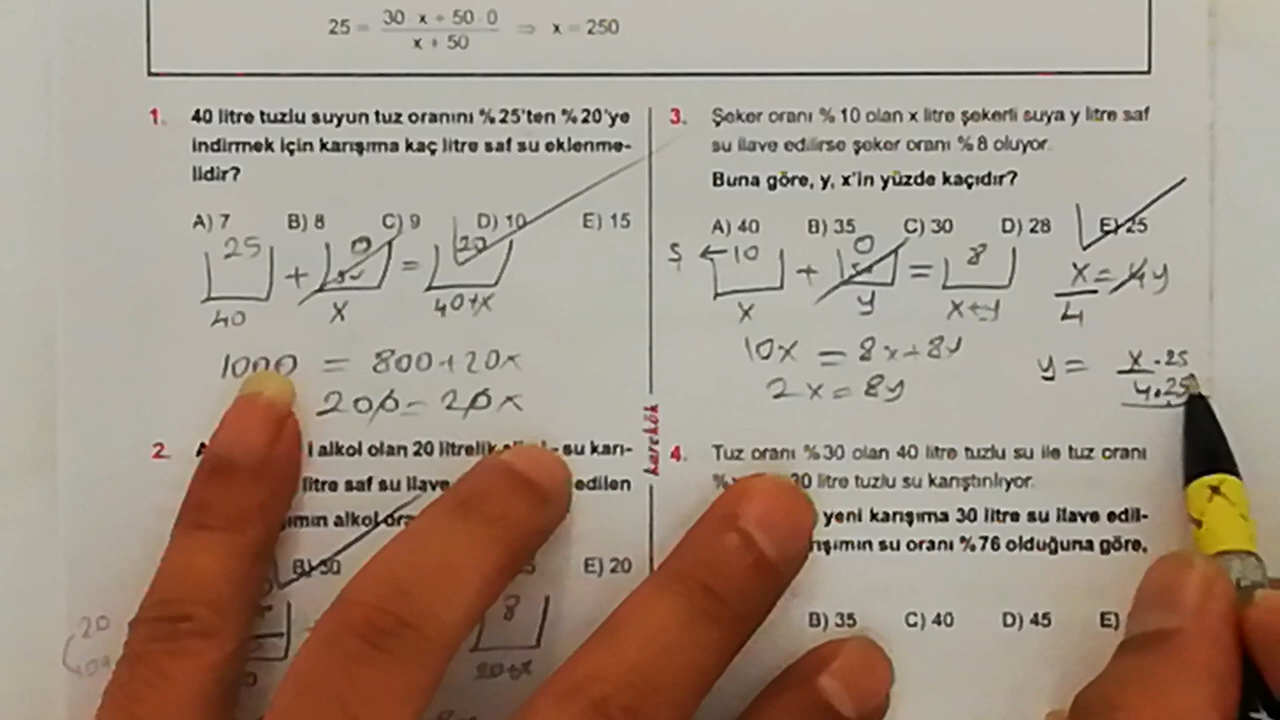 25 = 30 x + 50 0 / x + 50 ⇒ x = 250
1. 40 litre tuzlu suyun tuz oranını %25'ten %20'ye
indirmek için karışıma kaç litre saf su eklenme-
lidir?
A) 7 B) 8 C) 9 D) 10 E) 15
25 + 0 = 20
40 x 40+x
1000 = 800+20x
200 = 20x
2. alkol olan 20 litrelik su karı-
litre saf su ilave edilen
alkol
B) 30 E) 20
8
20
20+x
karekök
3. Şeker oranı %10 olan x litre şekerli suya y litre saf
su ilave edilirse şeker oranı %8 oluyor.
Buna göre, y, x'in yüzde kaçıdır?
A) 40 B) 35 C) 30 D) 28 E) 25
Ş ← 10 + 0 = 8
x y x+y
10x = 8x+8y
2x = 8y
x = 4y
4
y = x.25 / 4.25
4. Tuz oranı %30 olan 40 litre tuzlu su ile tuz oranı
litre tuzlu su karıştırılıyor.
yeni karışıma 30 litre su ilave edil-
su oranı %76 olduğuna göre,
B) 35 C) 40 D) 45 E)